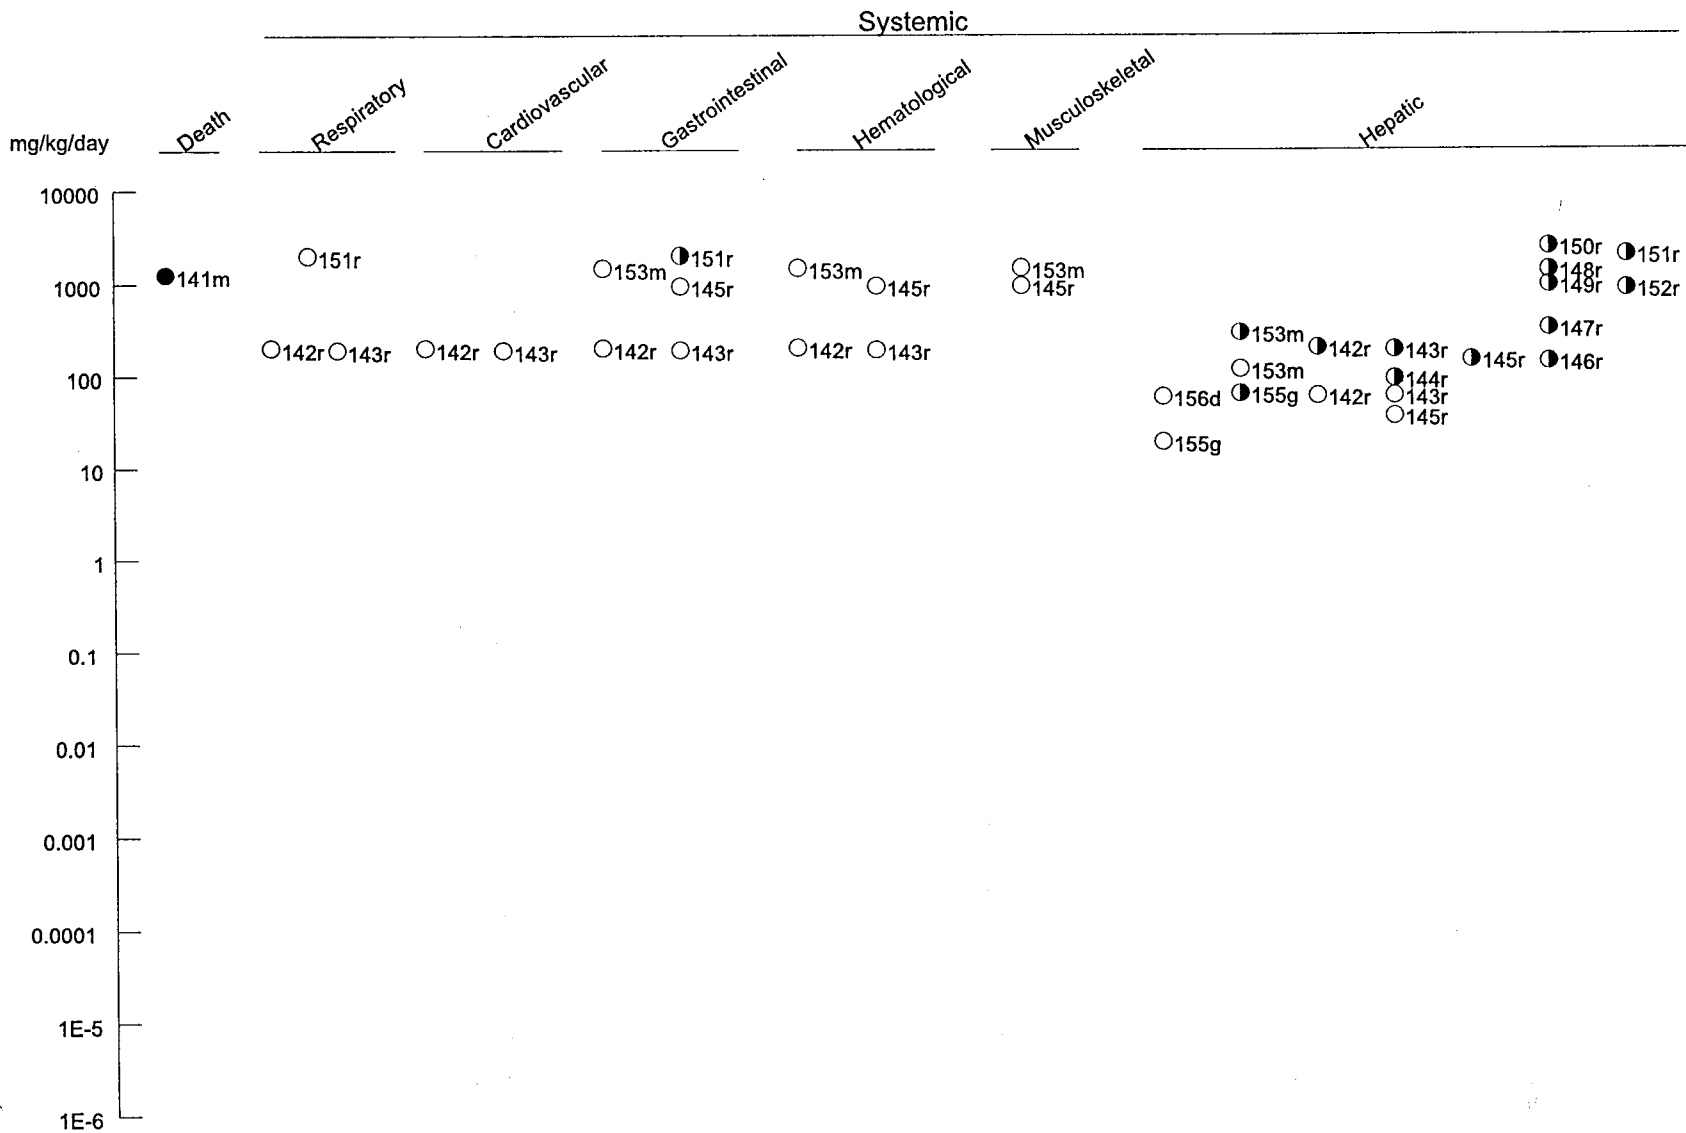 Systemic
mg/kg/day
Death
Respiratory
Cardiovascular
Gastrointestinal
Hematological
Musculoskeletal
Hepatic
10000
1000
100
10
1
0.1
0.01
0.001
0.0001
1E-5
1E-6
141m
151r
142r 143r
142r 143r
151r
153m
145r
142r 143r
153m
145r
142r 143r
153m
145r
150r
151r
148r
149r 152r
147r
153m
142r 143r
145r 146r
153m
144r
156d 155g 142r 143r
145r
155g